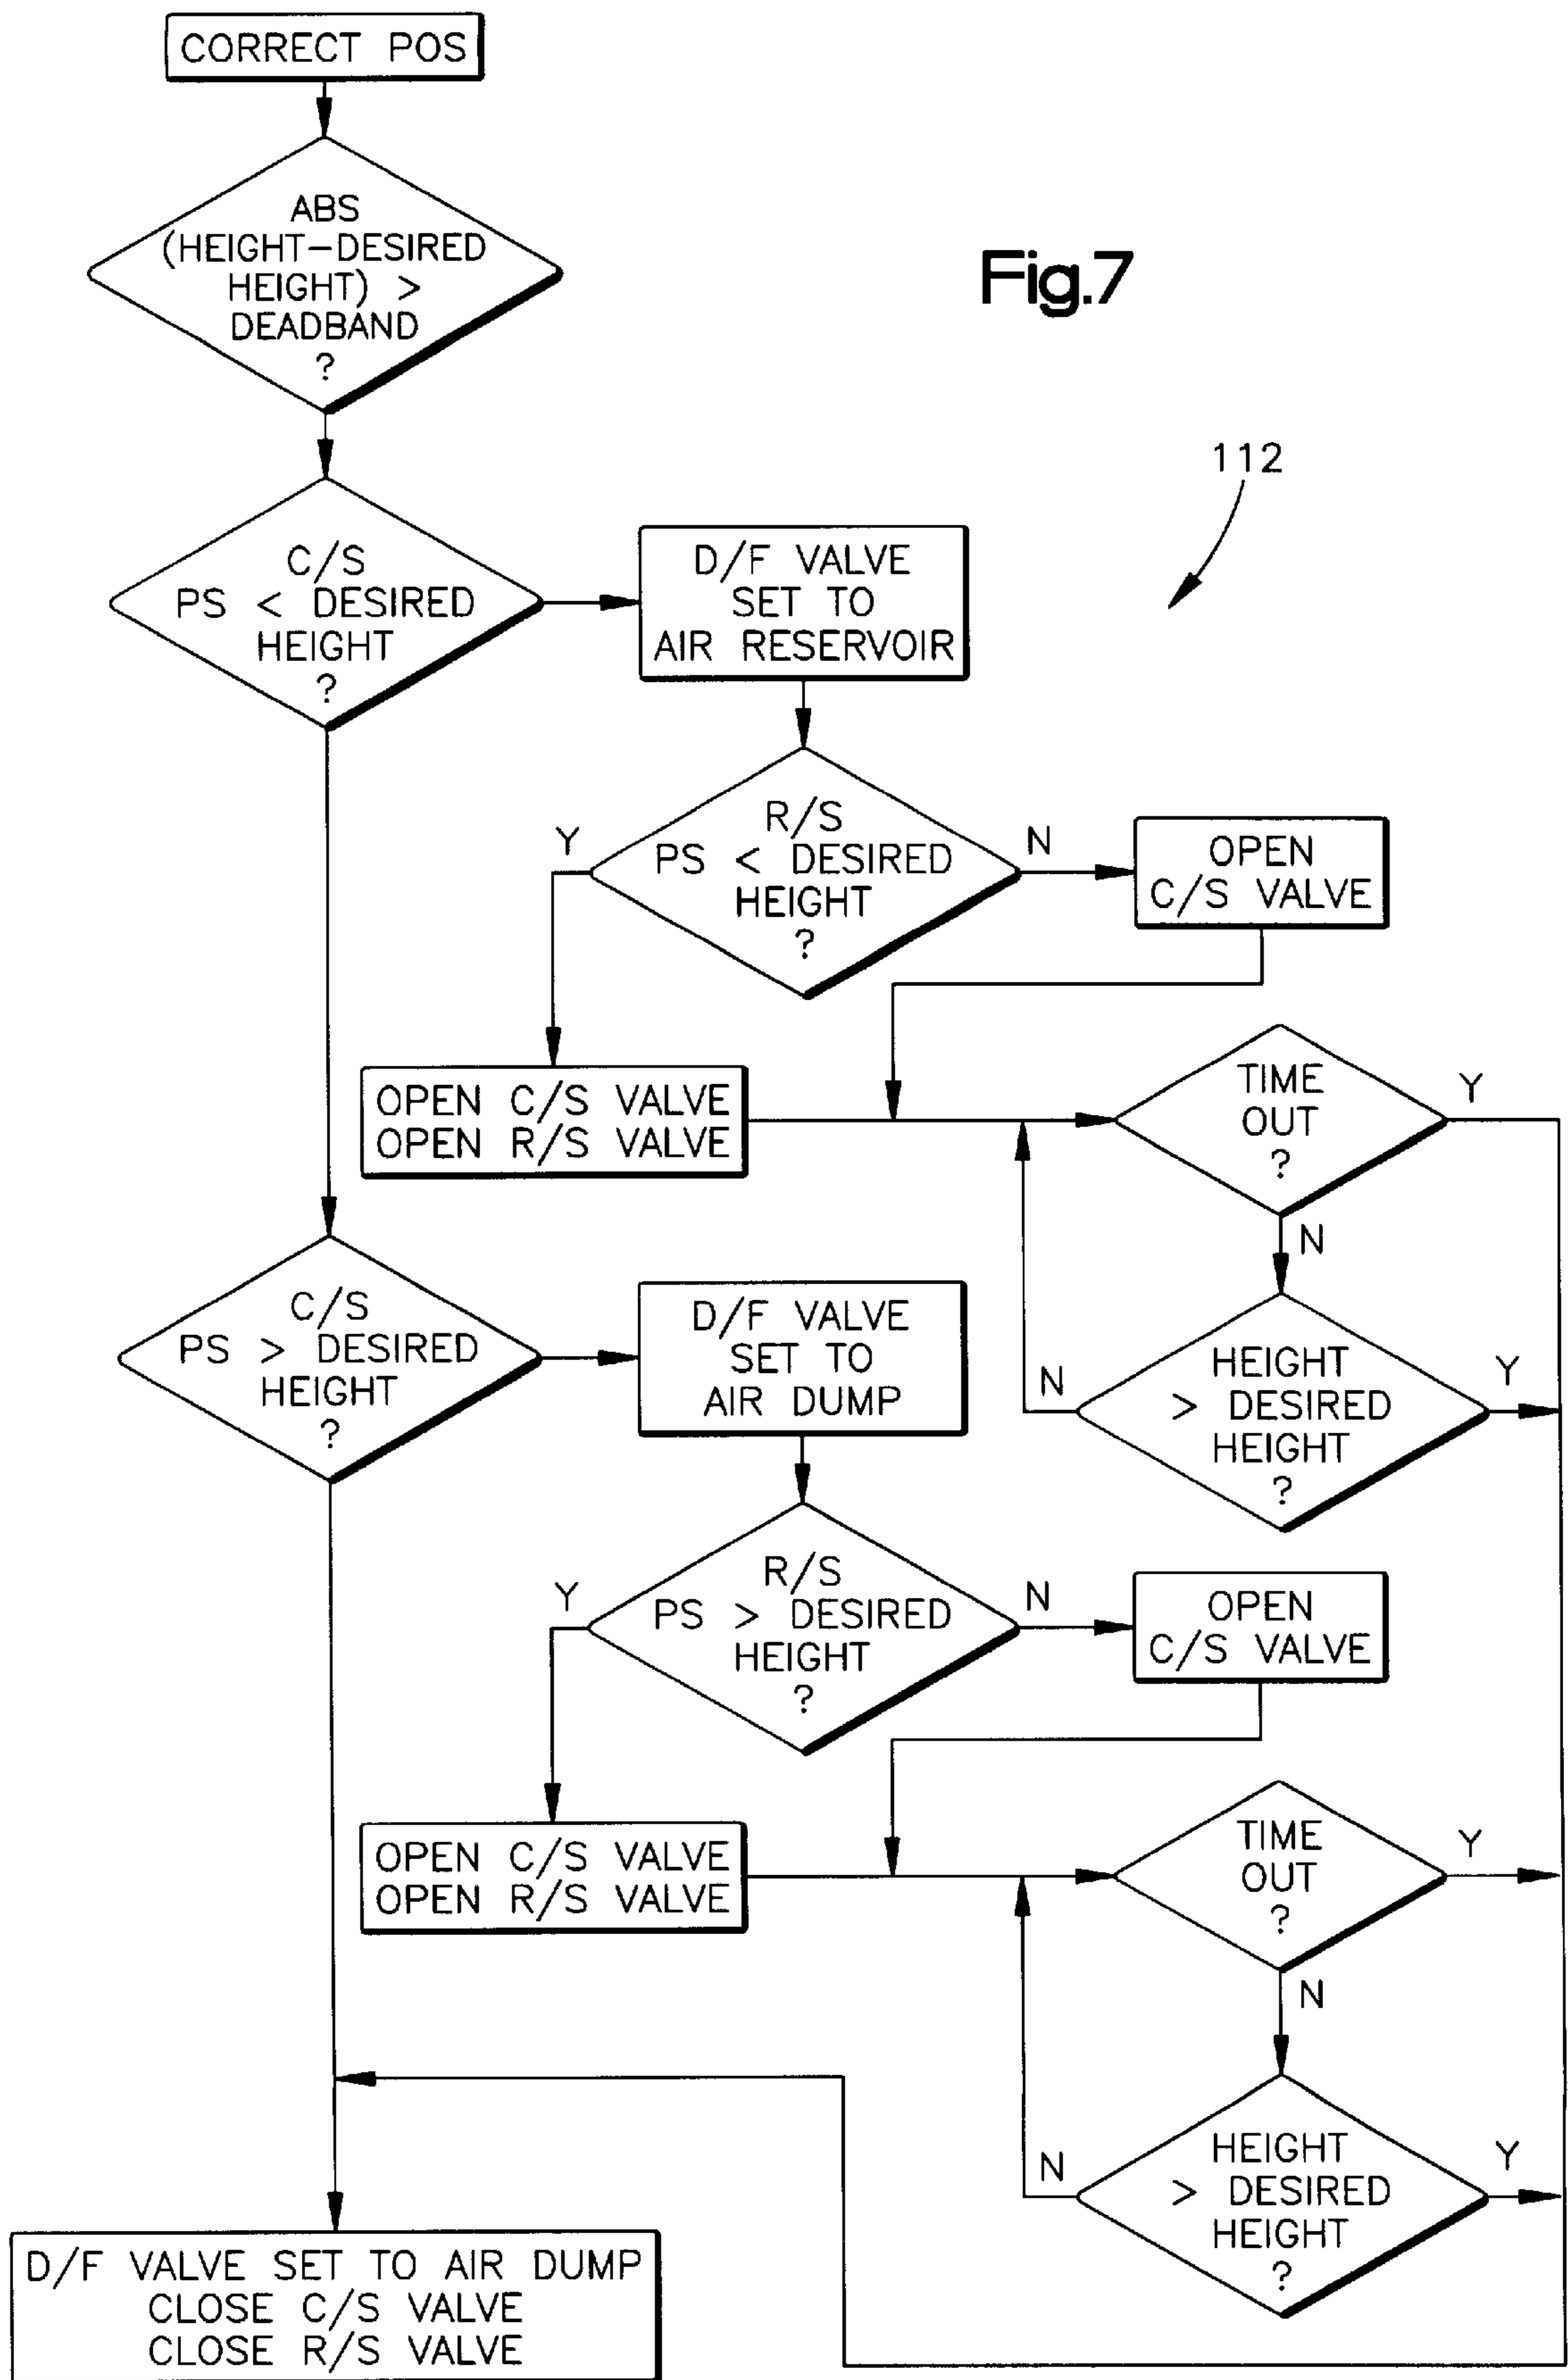 CORRECT POS
ABS
(HEIGHT-DESIRED
HEIGHT) >
DEADBAND
?
Fig.7
112
C/S
PS < DESIRED
HEIGHT
?
D/F VALVE
SET TO
AIR RESERVOIR
R/S
PS < DESIRED
HEIGHT
?
Y
N
OPEN
C/S VALVE
OPEN C/S VALVE
OPEN R/S VALVE
TIME
OUT
?
Y
N
HEIGHT
> DESIRED
HEIGHT
?
N
Y
C/S
PS > DESIRED
HEIGHT
?
D/F VALVE
SET TO
AIR DUMP
R/S
PS > DESIRED
HEIGHT
?
Y
N
OPEN
C/S VALVE
OPEN C/S VALVE
OPEN R/S VALVE
TIME
OUT
?
Y
N
HEIGHT
> DESIRED
HEIGHT
?
N
Y
D/F VALVE SET TO AIR DUMP
CLOSE C/S VALVE
CLOSE R/S VALVE